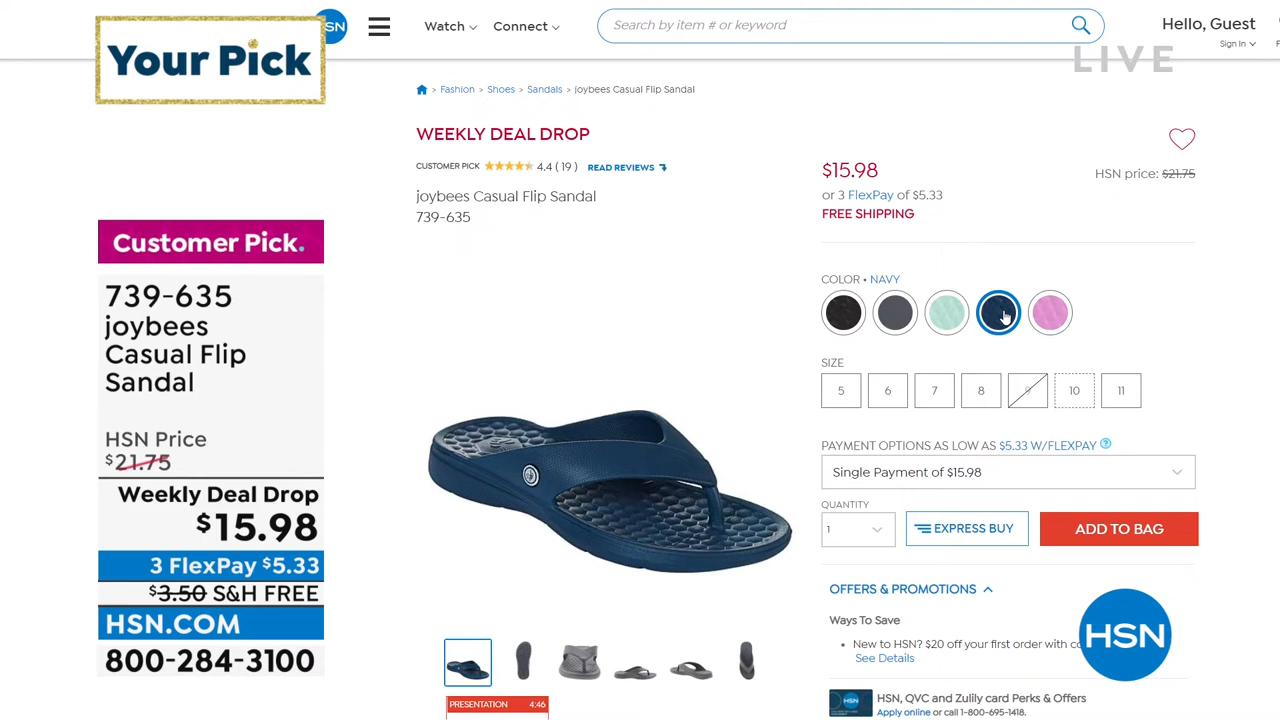 Your Pick
SN
Watch
Connect
Search by item # or keyword
Hello, Guest
Sign In
LIVE
> Fashion > Shoes > Sandals > joybees Casual Flip Sandal
WEEKLY DEAL DROP
CUSTOMER PICK 4.4 ( 19 ) READ REVIEWS
joybees Casual Flip Sandal
739-635
$15.98
HSN price: $21.75
or 3 FlexPay of $5.33
FREE SHIPPING
Customer Pick.
739-635
joybees
Casual Flip
Sandal
HSN Price
$21.75
Weekly Deal Drop
$15.98
3 FlexPay $5.33
$3.50 S&H FREE
HSN.COM
800-284-3100
COLOR • NAVY
SIZE
5 6 7 8 9 10 11
PAYMENT OPTIONS AS LOW AS $5.33 W/FLEXPAY ?
Single Payment of $15.98
QUANTITY
1
EXPRESS BUY
ADD TO BAG
OFFERS & PROMOTIONS
Ways To Save
• New to HSN? $20 off your first order with
See Details
HSN
HSN, QVC and Zulily card Perks & Offers
Apply online or call 1-800-695-1418.
PRESENTATION 4:46